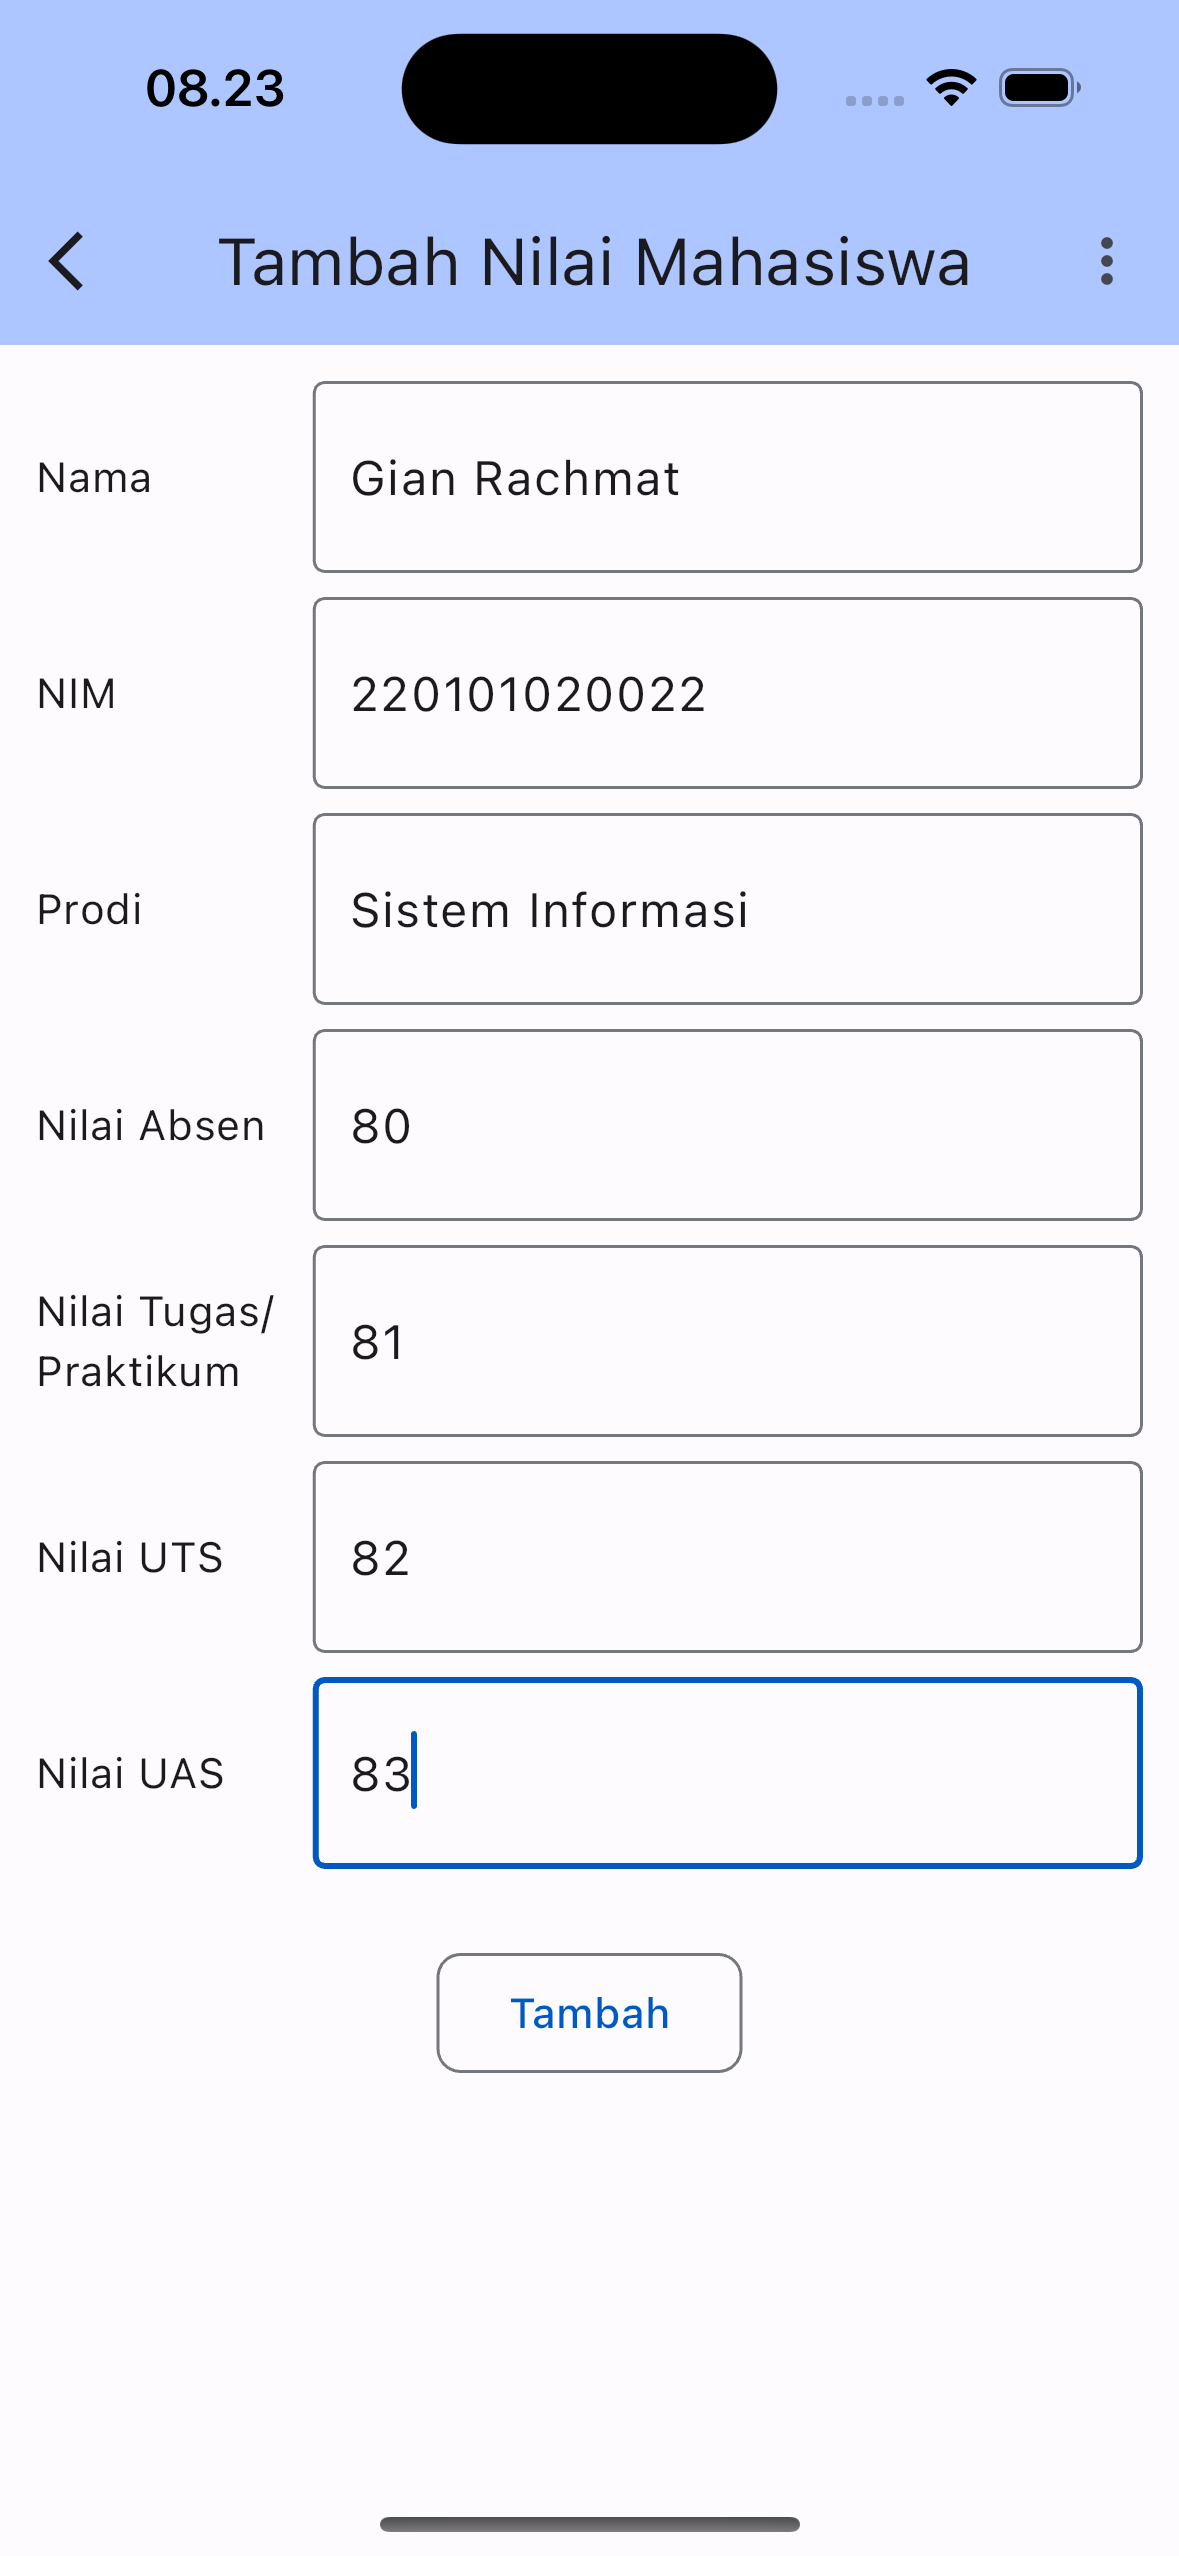 08.23
Tambah Nilai Mahasiswa
Nama
Gian Rachmat
NIM
220101020022
Prodi
Sistem Informasi
Nilai Absen
80
Nilai Tugas/
Praktikum
81
Nilai UTS
82
Nilai UAS
83
Tambah